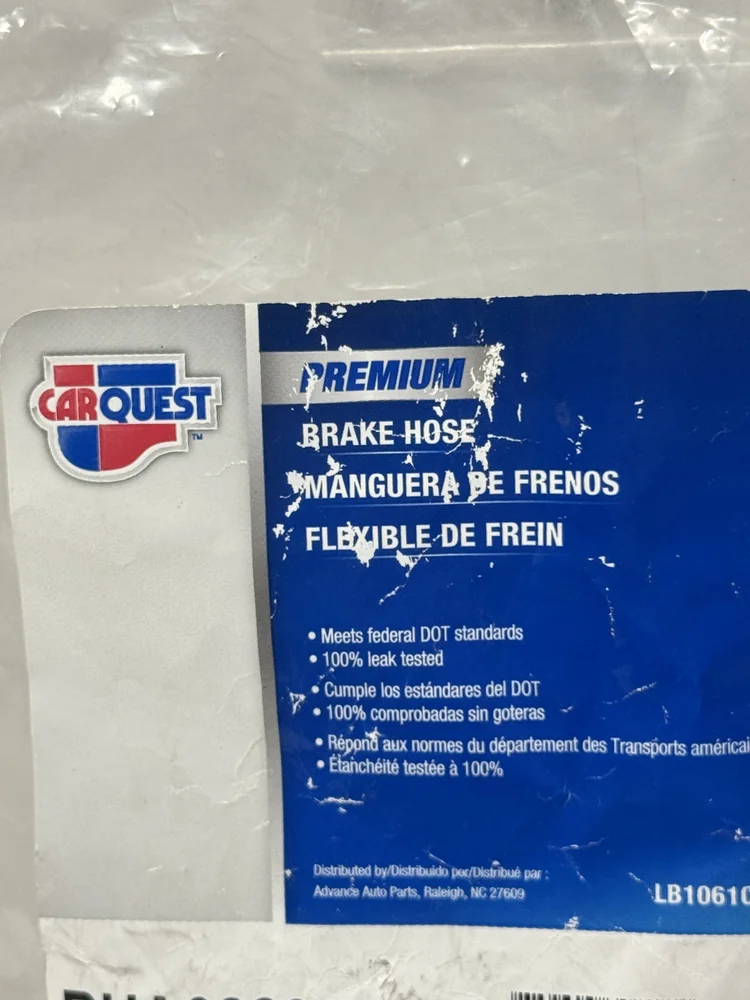 CARQUEST
TM
PREMIUM
BRAKE HOSE
MANGUERA DE FRENOS
FLEXIBLE DE FREIN
• Meets federal DOT standards
• 100% leak tested
• Cumple los estándares del DOT
• 100% comprobadas sin goteras
• Répond aux normes du département des Transports américai
• Étanchéité testée à 100%
Distributed by/Distribuido por/Distribué par :
Advance Auto Parts, Raleigh, NC 27609
LB1061C